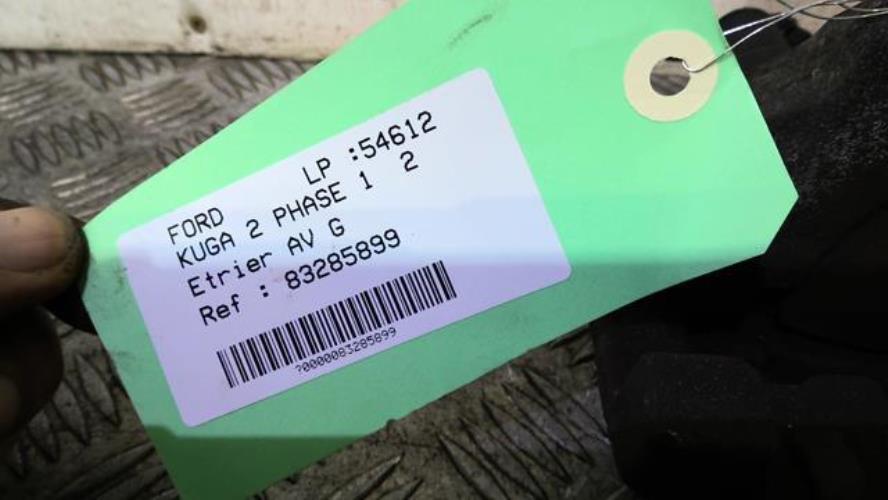 FORD LP :54612
KUGA 2 PHASE 1 2
Etrier AV G
Ref : 83285899
?0000083285899